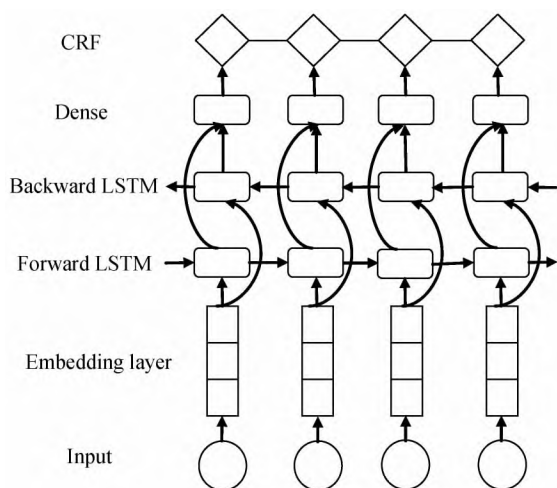 CRF
Dense
Backward LSTM
Forward LSTM
Embedding layer
Input